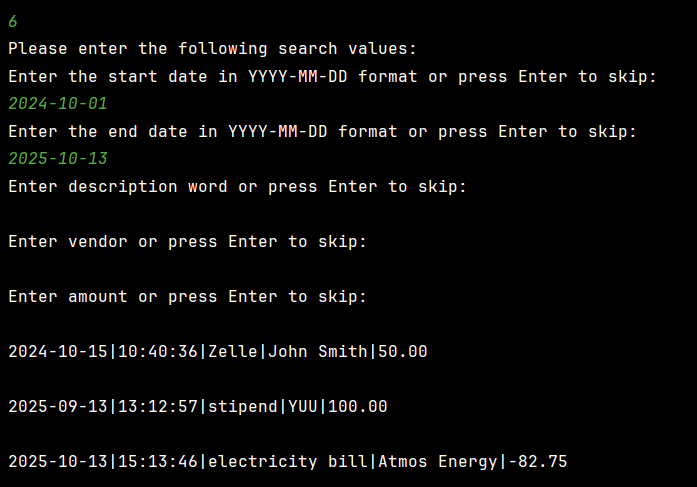 6
Please enter the following search values:
Enter the start date in YYYY-MM-DD format or press Enter to skip:
2024-10-01
Enter the end date in YYYY-MM-DD format or press Enter to skip:
2025-10-13
Enter description word or press Enter to skip:
Enter vendor or press Enter to skip:
Enter amount or press Enter to skip:
2024-10-15|10:40:36|Zelle|John Smith|50.00
2025-09-13|13:12:57|stipend|YUU|100.00
2025-10-13|15:13:46|electricity bill|Atmos Energy|-82.75